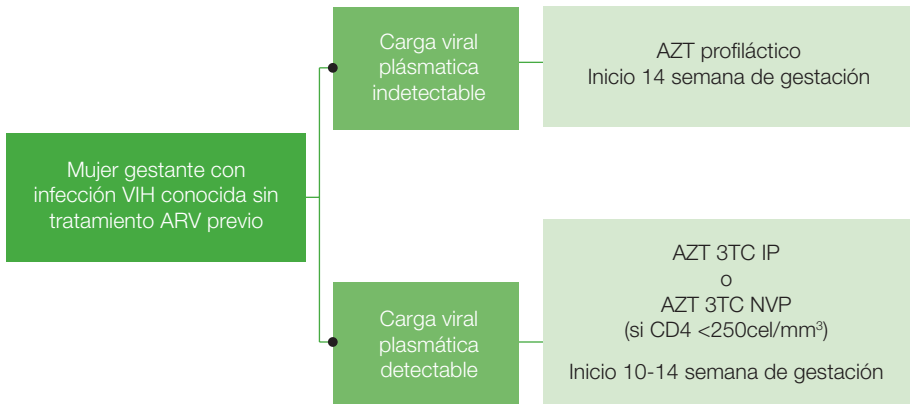 Mujer gestante con
infección VIH conocida sin
tratamiento ARV previo
Carga viral
plásmatica
indetectable
AZT profiláctico
Inicio 14 semana de gestación
Carga viral
plasmática
detectable
AZT 3TC IP
o
AZT 3TC NVP
(si CD4 <250cel/mm³)
Inicio 10-14 semana de gestación